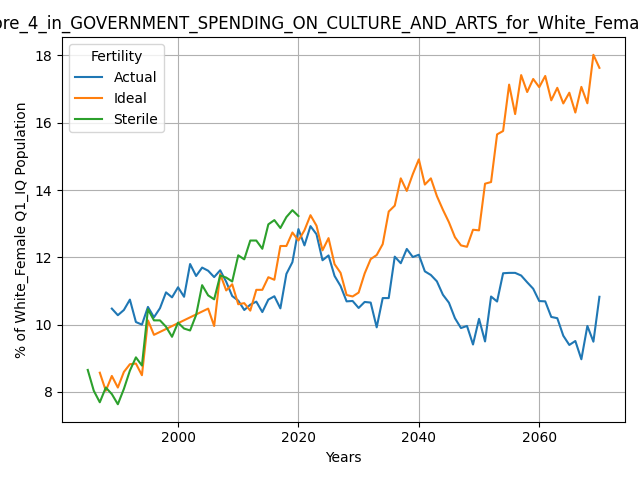 ore_4_in_GOVERNMENT_SPENDING_ON_CULTURE_AND_ARTS_for_White_Fema
Fertility
Actual
Ideal
Sterile
% of White_Female Q1_IQ Population
18
16
14
12
10
8
2000
2020
2040
2060
Years